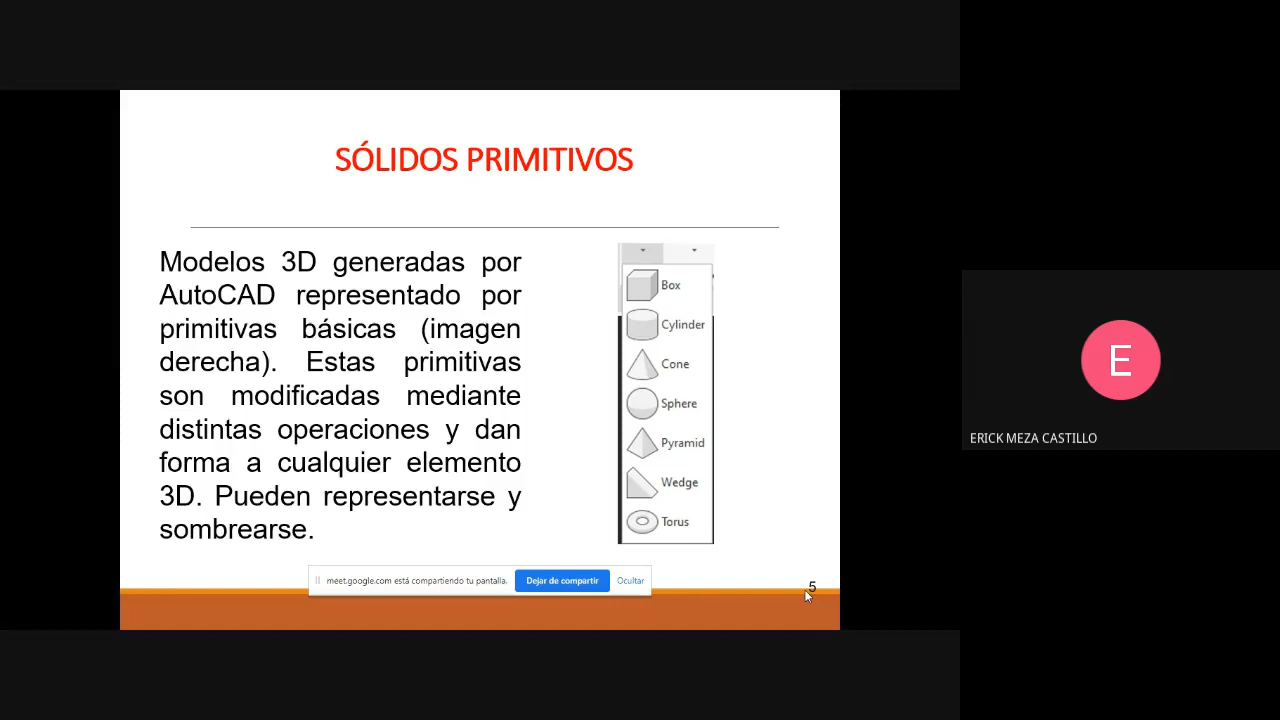 SÓLIDOS PRIMITIVOS
Modelos 3D generadas por
AutoCAD representado por
primitivas básicas (imagen
derecha). Estas primitivas
son modificadas mediante
distintas operaciones y dan
forma a cualquier elemento
3D. Pueden representarse y
sombrearse.
Box
Cylinder
Cone
Sphere
Pyramid
Wedge
Torus
meet.google.com está compartiendo tu pantalla. Dejar de compartir Ocultar
5
E
ERICK MEZA CASTILLO